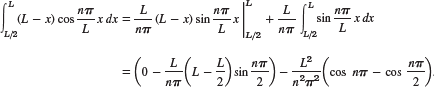 ∫_{L/2}^{L} (L − x) cos (nπ/L) x dx = (L/nπ) (L − x) sin (nπ/L) x |_{L/2}^{L} + (L/nπ) ∫_{L/2}^{L} sin (nπ/L) x dx
= (0 − (L/nπ)(L − L/2) sin (nπ/2)) − (L²/n²π²)(cos nπ − cos (nπ/2)).